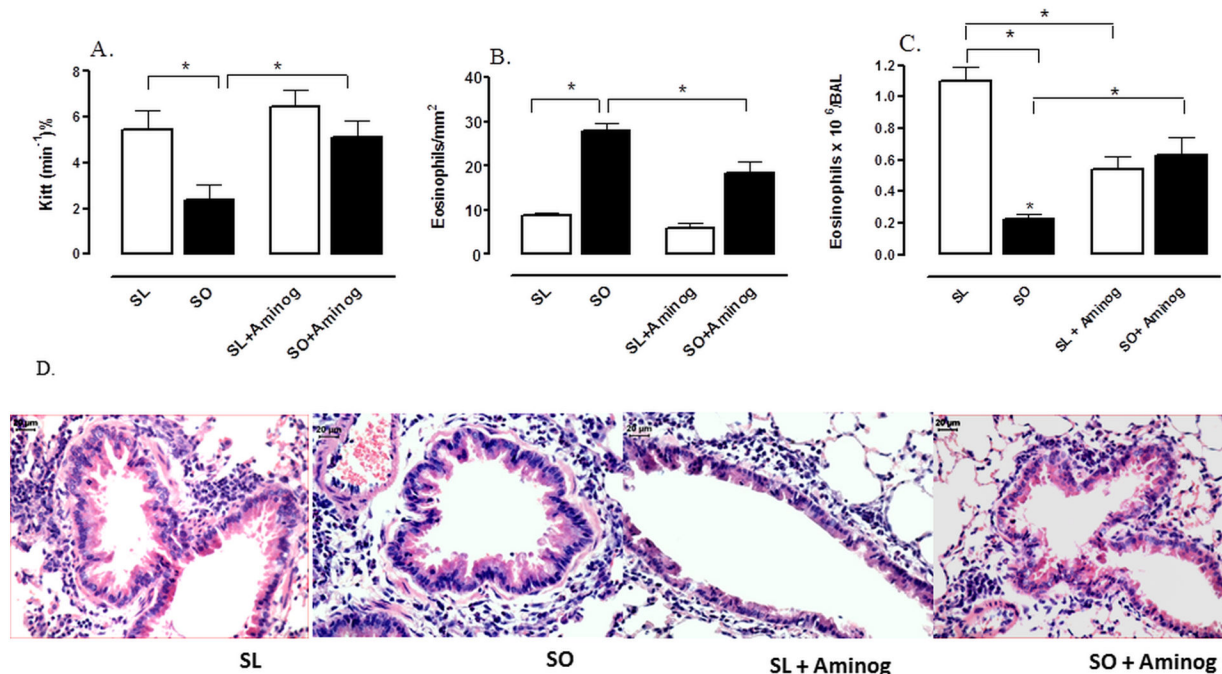 A.
Kitt (min⁻¹)%
8
6
4
2
0
*
*
SL
SO
SL+Aminog
SO+Aminog
B.
Eosinophils/mm²
40
30
20
10
0
*
*
SL
SO
SL+Aminog
SO+Aminog
C.
Eosinophils x 10⁶/BAL
1.2
1.0
0.8
0.6
0.4
0.2
0.0
*
*
*
*
SL
SO
SL + Aminog
SO+ Aminog
D.
20 µm
20 µm
20 µm
20 µm
SL
SO
SL + Aminog
SO + Aminog